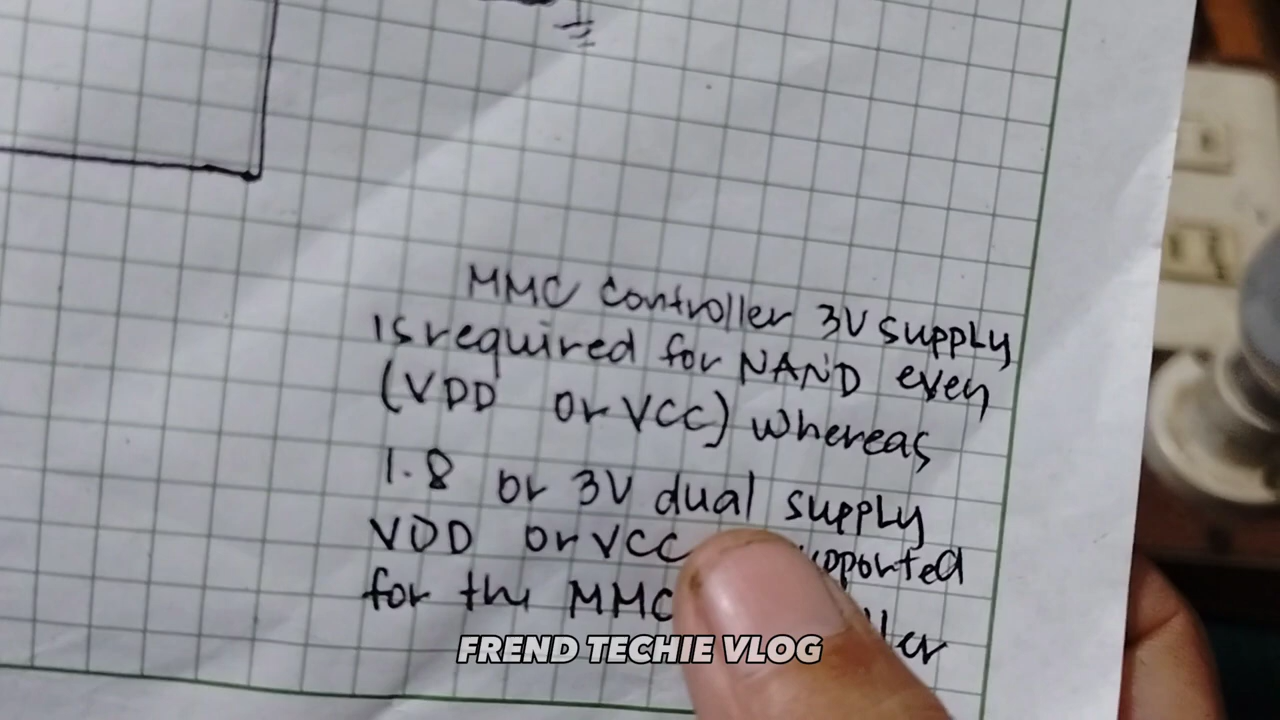 MMC controller 3V supply
is required for NAND even
(VDD or VCC) whereas
1.8 or 3V dual supply
VDD or VCC
for the MMC
FREND TECHIE VLOG